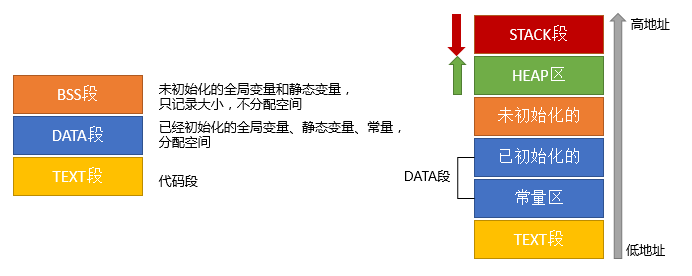 BSS段
未初始化的全局变量和静态变量，
只记录大小，不分配空间
DATA段
已经初始化的全局变量、静态变量、常量，
分配空间
TEXT段
代码段
高地址
STACK段
HEAP区
未初始化的
已初始化的
DATA段
常量区
TEXT段
低地址